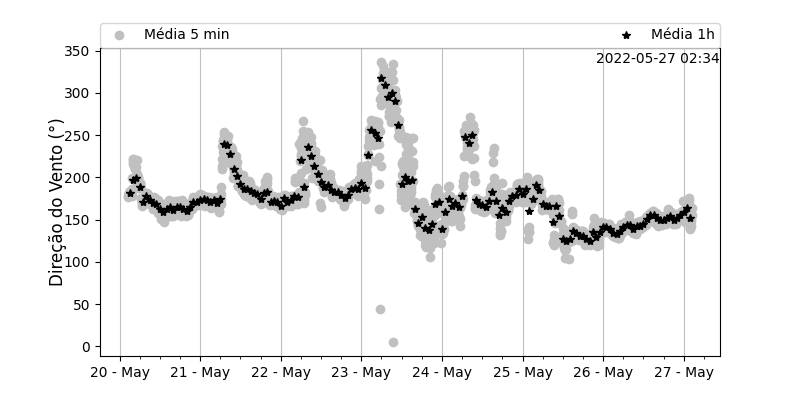 Média 5 min
Média 1h
2022-05-27 02:34
Direção do Vento (°)
350
300
250
200
150
100
50
0
20 - May
21 - May
22 - May
23 - May
24 - May
25 - May
26 - May
27 - May